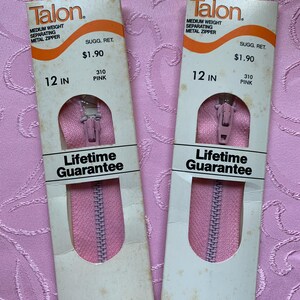 Talon
MEDIUM WEIGHT
SEPARATING
METAL ZIPPER
SUGG. RET.
$1.90
12 IN
310
PINK
Lifetime
Guarantee
Talon.
MEDIUM WEIGHT
SEPARATING
METAL ZIPPER
SUGG. RET.
$1.90
12 IN
310
PINK
Lifetime
Guarantee